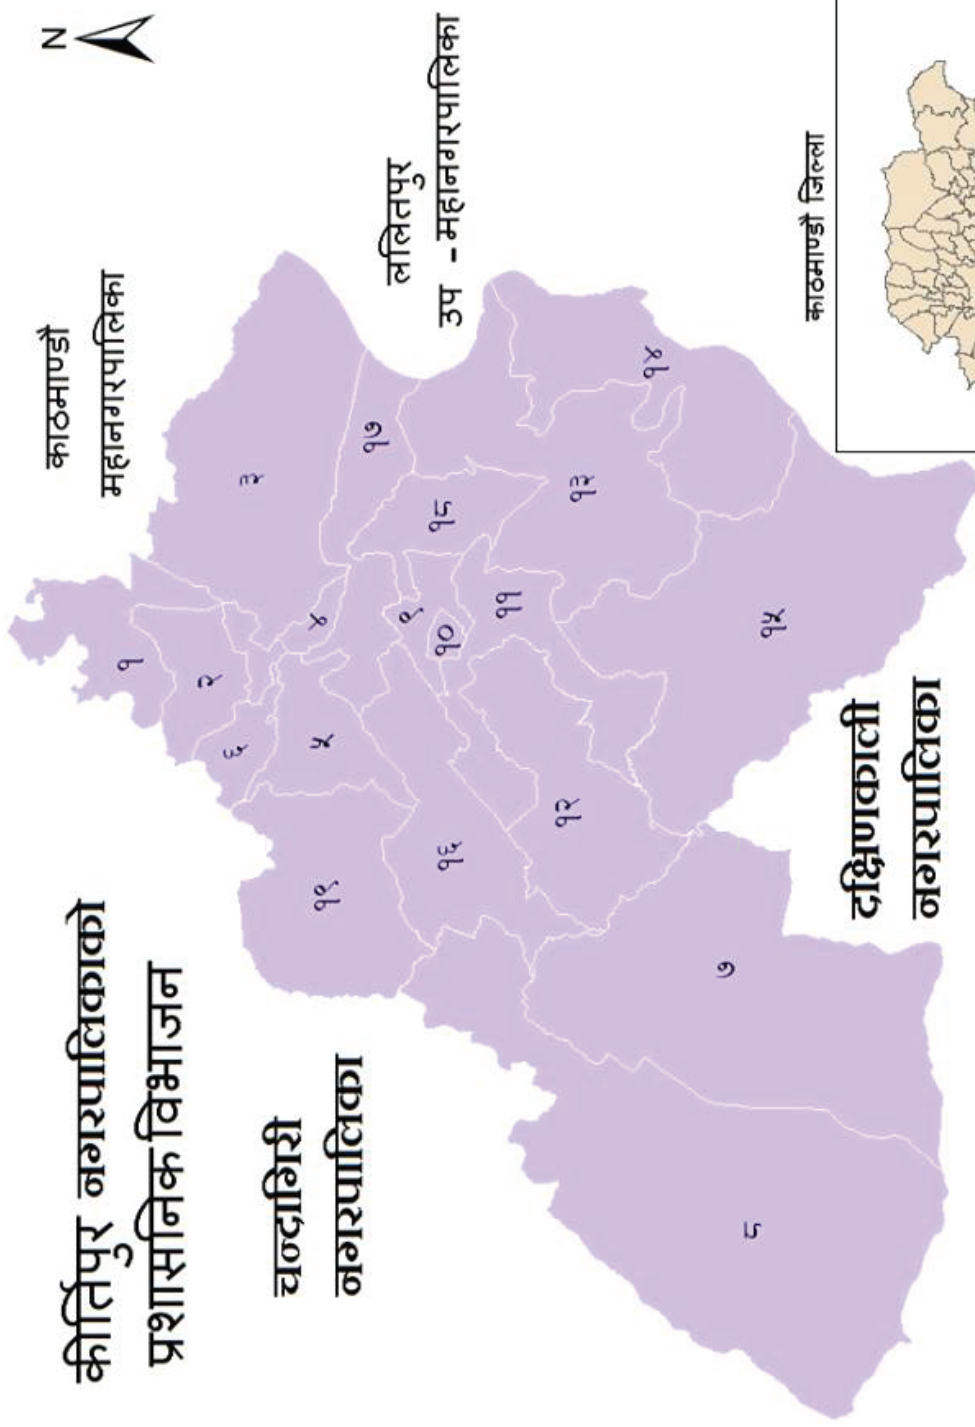 कीर्तिपुर नगरपालिकाको
प्रशासनिक विभाजन
N
काठमाण्डौ
महानगरपालिका
चन्द्रागिरी
नगरपालिका
ललितपुर
उप -महानगरपालिका
१
२
६
३
४
५
१९
१७
९
१८
१०
१६
११
१२
१३
१४
७
८
१५
काठमाण्डौ जिल्ला
दक्षिणकाली
नगरपालिका